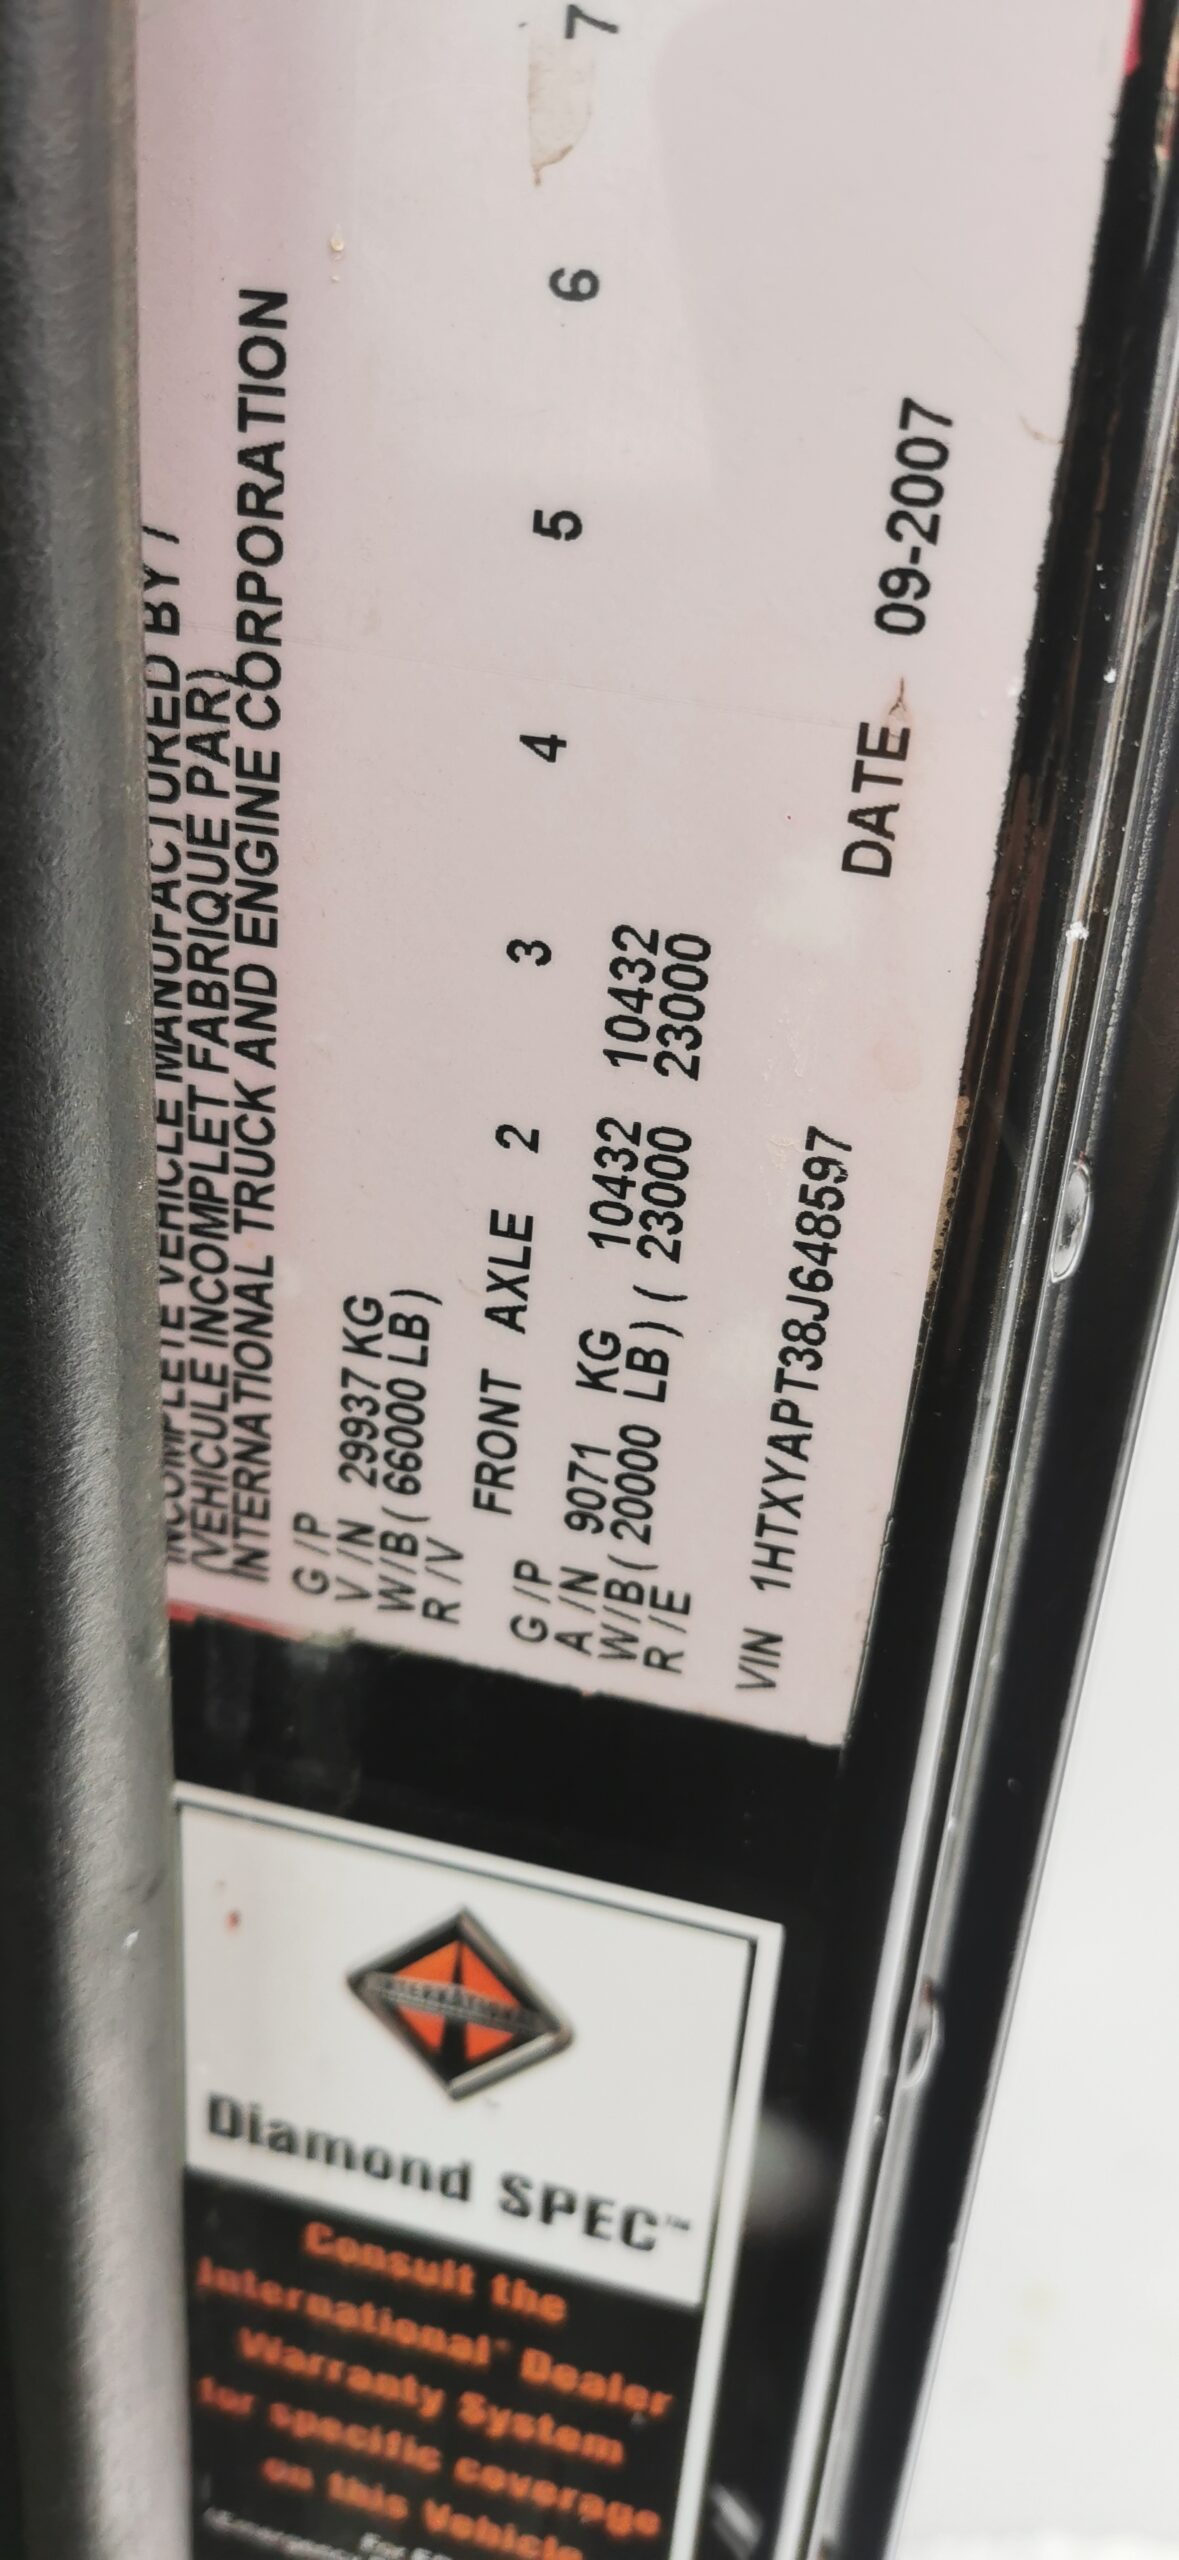 INCOMPLETE VEHICLE MANUFACTURED BY /
(VEHICULE INCOMPLET FABRIQUE PAR)
INTERNATIONAL TRUCK AND ENGINE CORPORATION
G /P
V /N 29937 KG
W/B ( 66000 LB )
R /V
FRONT AXLE 2 3 4 5 6 7
G /P
A /N 9071 KG 10432 10432
W/B ( 20000 LB ) ( 23000 23000
R /E
VIN 1HTXYAPT38J648597 DATE 09-2007
INTERNATIONAL
Diamond SPEC™
Consult the
International® Dealer
Warranty System
for specific coverage
on this Vehicle